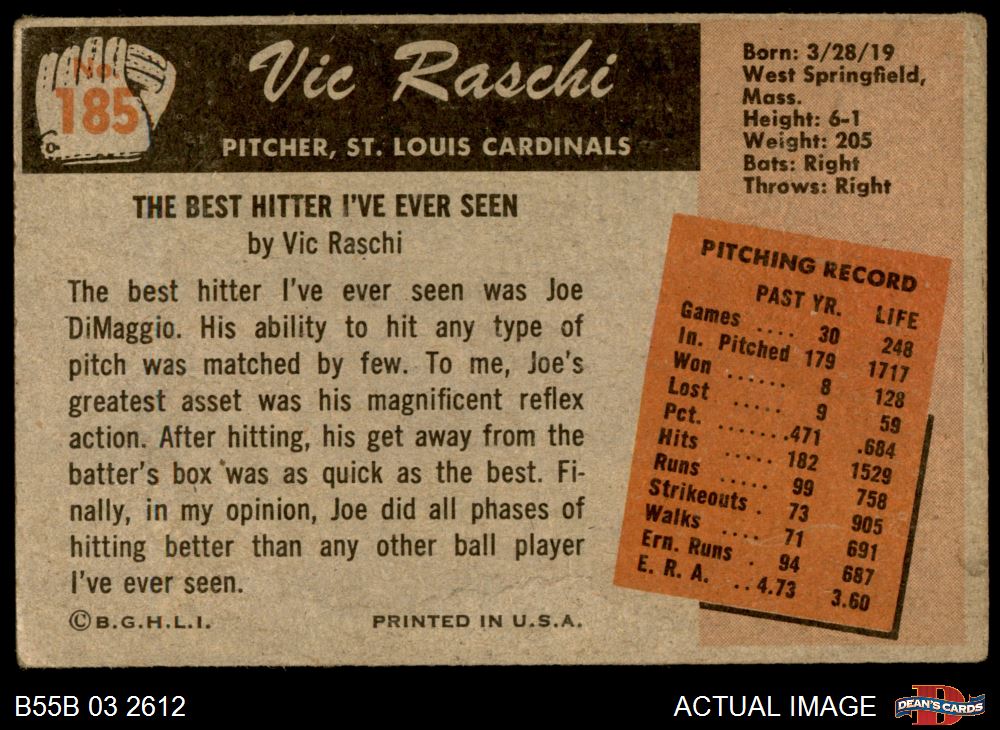 No.
185
Vic Raschi
PITCHER, ST. LOUIS CARDINALS
Born: 3/28/19
West Springfield,
Mass.
Height: 6-1
Weight: 205
Bats: Right
Throws: Right
THE BEST HITTER I'VE EVER SEEN
by Vic Raschi
The best hitter I've ever seen was Joe
DiMaggio. His ability to hit any type of
pitch was matched by few. To me, Joe's
greatest asset was his magnificent reflex
action. After hitting, his get away from the
batter's box was as quick as the best. Fi-
nally, in my opinion, Joe did all phases of
hitting better than any other ball player
I've ever seen.
©B.G.H.L.I. PRINTED IN U.S.A.
PITCHING RECORD
PAST YR. LIFE
Games .... 30 248
In. Pitched 179 1717
Won ...... 8 128
Lost ..... 9 59
Pct. .......471 .684
Hits ..... 182 1529
Runs ..... 99 758
Strikeouts . 73 905
Walks .... 71 691
Ern. Runs . 94 687
E. R. A. ..4.73 3.60
B55B 03 2612
ACTUAL IMAGE
DEAN'S CARDS